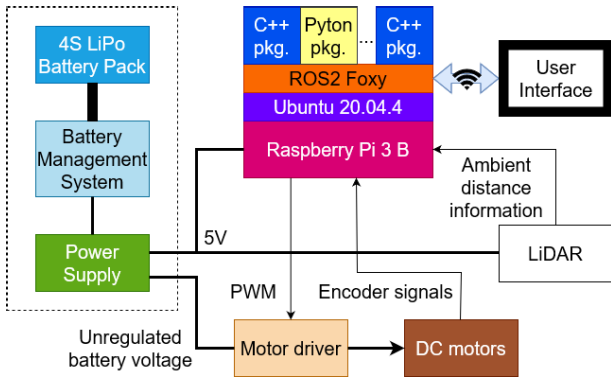 4S LiPo
Battery Pack
Battery
Management
System
Power
Supply
C++
pkg.
Pyton
pkg.
...
C++
pkg.
ROS2 Foxy
Ubuntu 20.04.4
Raspberry Pi 3 B
User
Interface
Ambient
distance
information
LiDAR
5V
PWM
Encoder signals
Unregulated
battery voltage
Motor driver
DC motors